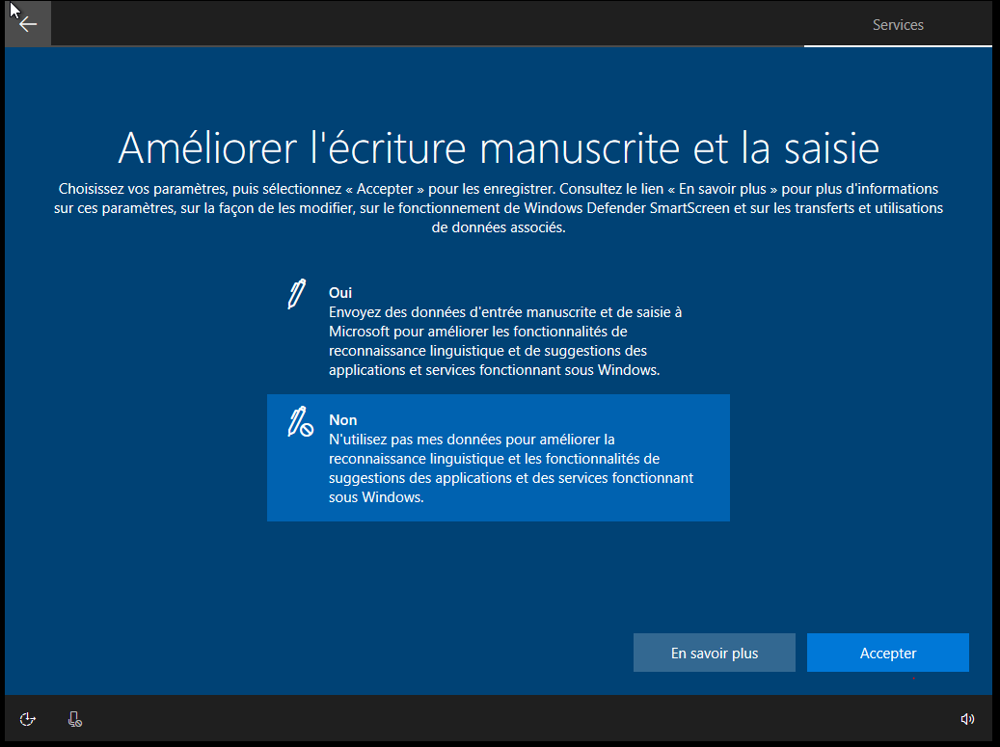 Services
Améliorer l'écriture manuscrite et la saisie
Choisissez vos paramètres, puis sélectionnez « Accepter » pour les enregistrer. Consultez le lien « En savoir plus » pour plus d'informations
sur ces paramètres, sur la façon de les modifier, sur le fonctionnement de Windows Defender SmartScreen et sur les transferts et utilisations
de données associés.
Oui
Envoyez des données d'entrée manuscrite et de saisie à
Microsoft pour améliorer les fonctionnalités de
reconnaissance linguistique et de suggestions des
applications et services fonctionnant sous Windows.
Non
N'utilisez pas mes données pour améliorer la
reconnaissance linguistique et les fonctionnalités de
suggestions des applications et des services fonctionnant
sous Windows.
En savoir plus
Accepter